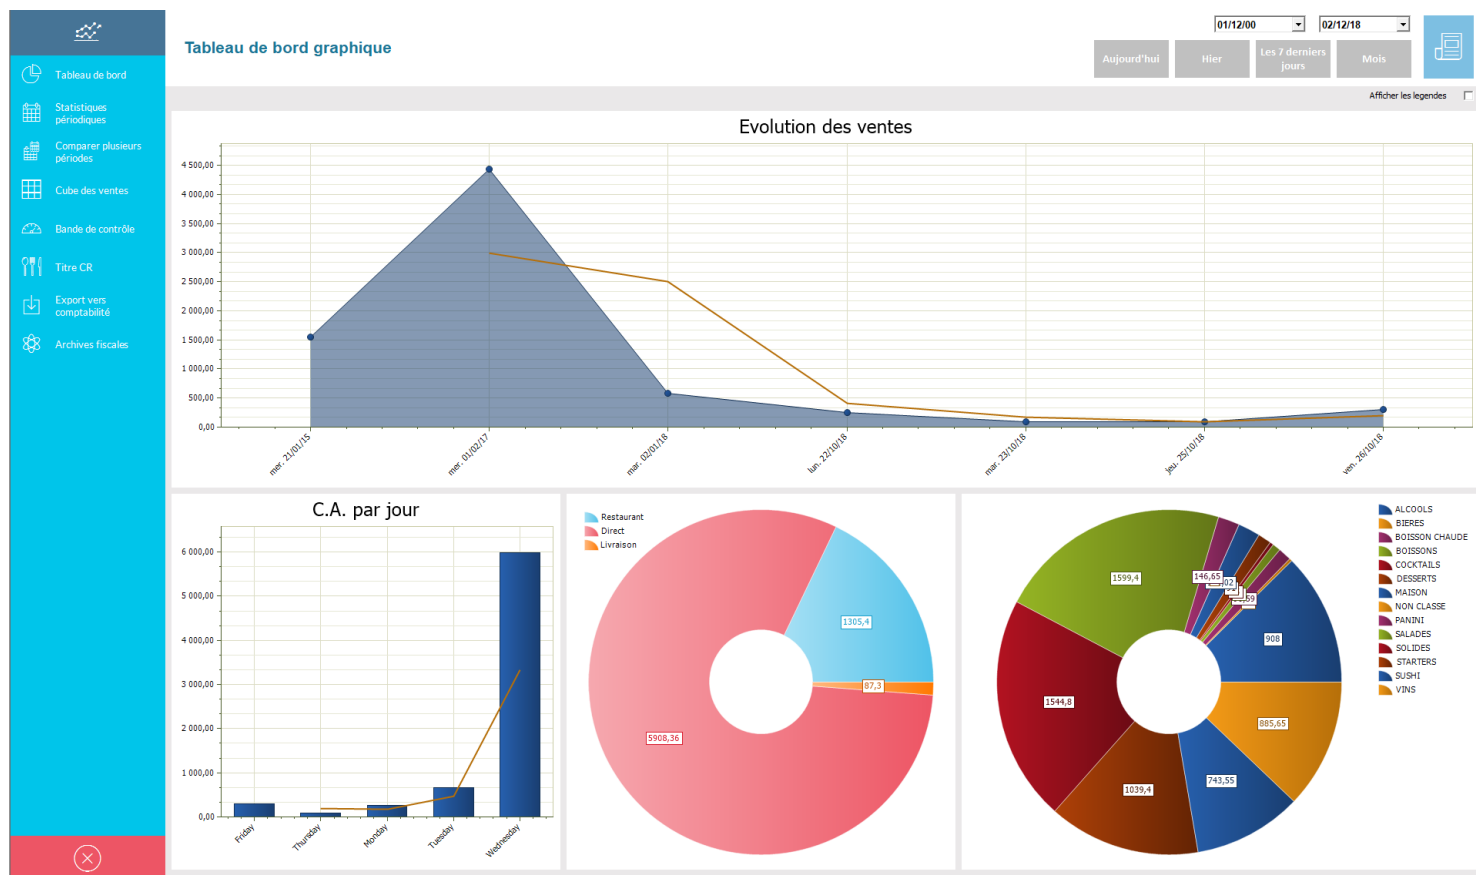 Tableau de bord graphique
01/12/00
02/12/18
Aujourd'hui
Hier
Les 7 derniers
jours
Mois
Afficher les legendes
Tableau de bord
Statistiques
périodiques
Comparer plusieurs
périodes
Cube des ventes
Bande de contrôle
Titre CR
Export vers
comptabilité
Archives fiscales
Evolution des ventes
4 500,00
4 000,00
3 500,00
3 000,00
2 500,00
2 000,00
1 500,00
1 000,00
500,00
0,00
mer. 21/01/15
mer. 01/02/17
mar. 02/01/18
lun. 22/10/18
mar. 23/10/18
jeu. 25/10/18
ven. 26/10/18
C.A. par jour
6 000,00
5 000,00
4 000,00
3 000,00
2 000,00
1 000,00
0,00
Friday
Thursday
Monday
Tuesday
Wednesday
Restaurant
Direct
Livraison
1305,4
87,3
5908,36
1599,4
146,65
908
1544,8
885,65
743,55
1039,4
ALCOOLS
BIERES
BOISSON CHAUDE
BOISSONS
COCKTAILS
DESSERTS
MAISON
NON CLASSE
PANINI
SALADES
SOLIDES
STARTERS
SUSHI
VINS